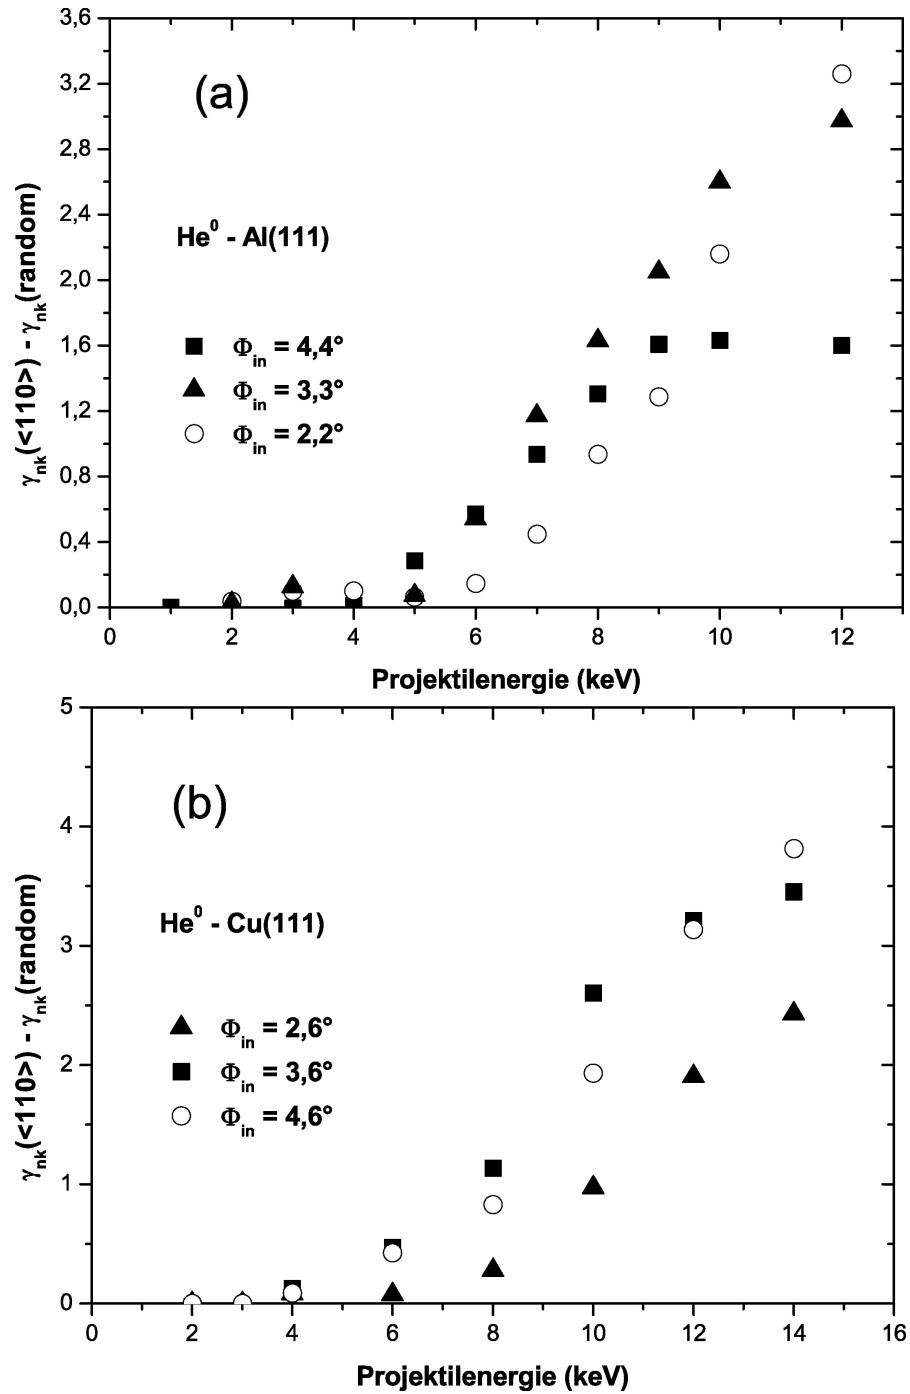 3,6
3,2
2,8
2,4
2,0
1,6
1,2
0,8
0,4
0,0
γnk(<110>) - γnk(random)
(a)
He⁰ - Al(111)
Φin = 4,4°
Φin = 3,3°
Φin = 2,2°
0 2 4 6 8 10 12
Projektilenergie (keV)
5
4
3
2
1
0
γnk(<110>) - γnk(random)
(b)
He⁰ - Cu(111)
Φin = 2,6°
Φin = 3,6°
Φin = 4,6°
0 2 4 6 8 10 12 14 16
Projektilenergie (keV)